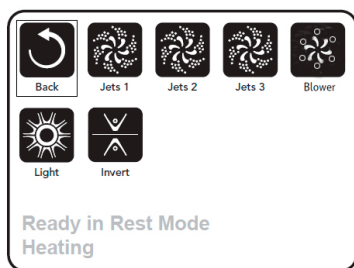 Back Jets 1 Jets 2 Jets 3 Blower
Light Invert
Ready in Rest Mode
Heating